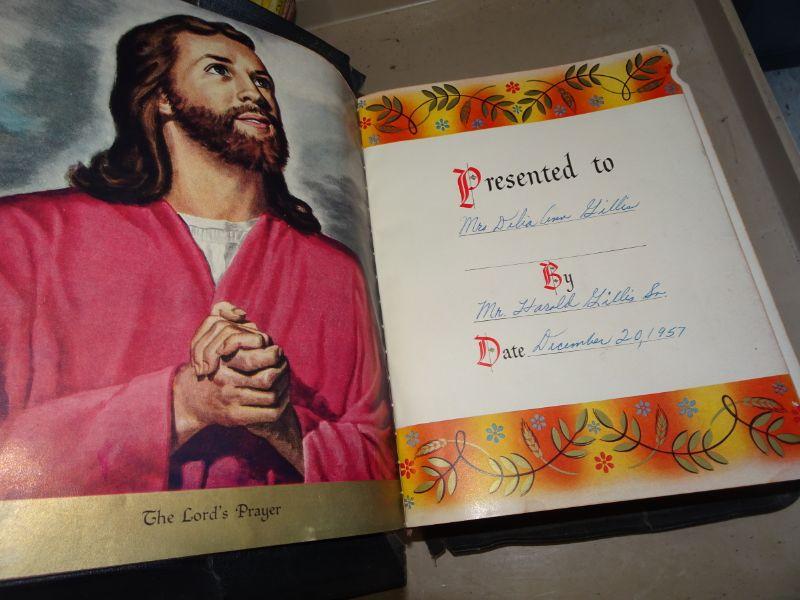 The Lord's Prayer
Presented to
Mrs Delia Ann Gillis
By
Mr. Harold Gillis Sr.
Date December 20, 1957